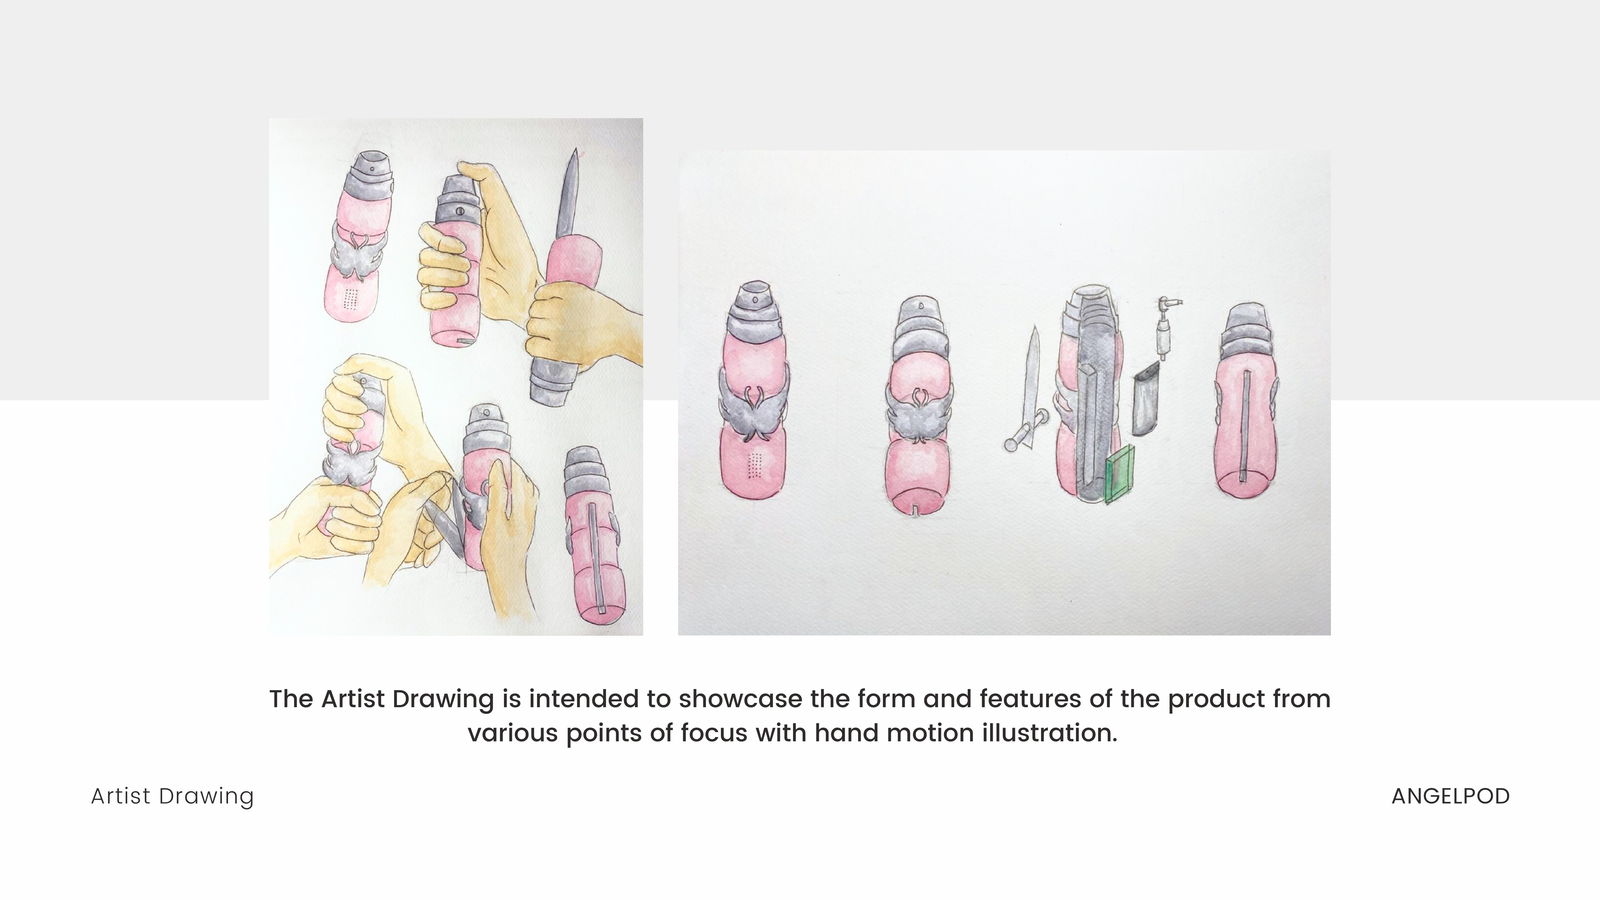 The Artist Drawing is intended to showcase the form and features of the product from
various points of focus with hand motion illustration.
Artist Drawing
ANGELPOD